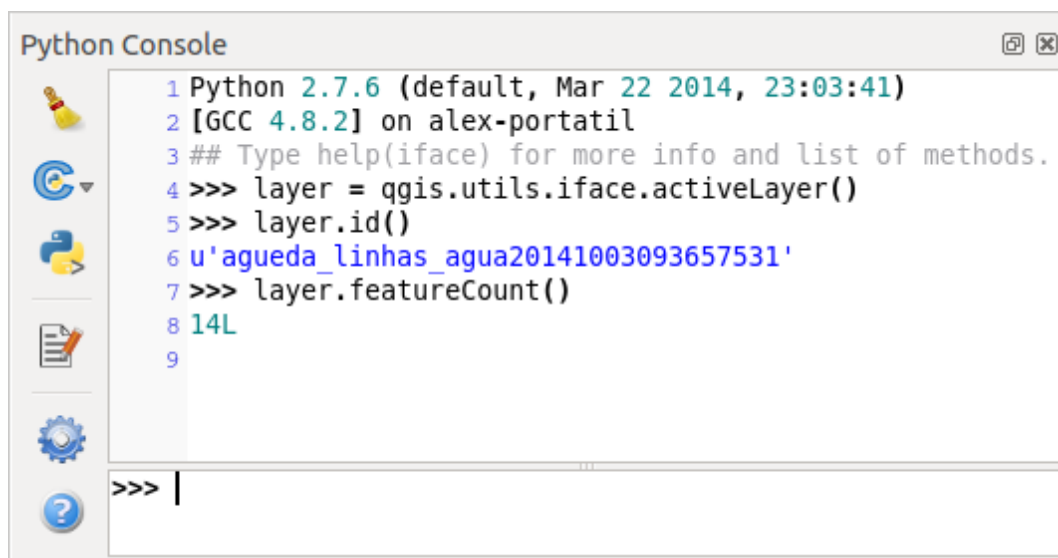 Python Console
1 Python 2.7.6 (default, Mar 22 2014, 23:03:41)
2 [GCC 4.8.2] on alex-portatil
3 ## Type help(iface) for more info and list of methods.
4 >>> layer = qgis.utils.iface.activeLayer()
5 >>> layer.id()
6 u'agueda_linhas_agua20141003093657531'
7 >>> layer.featureCount()
8 14L
9
>>>